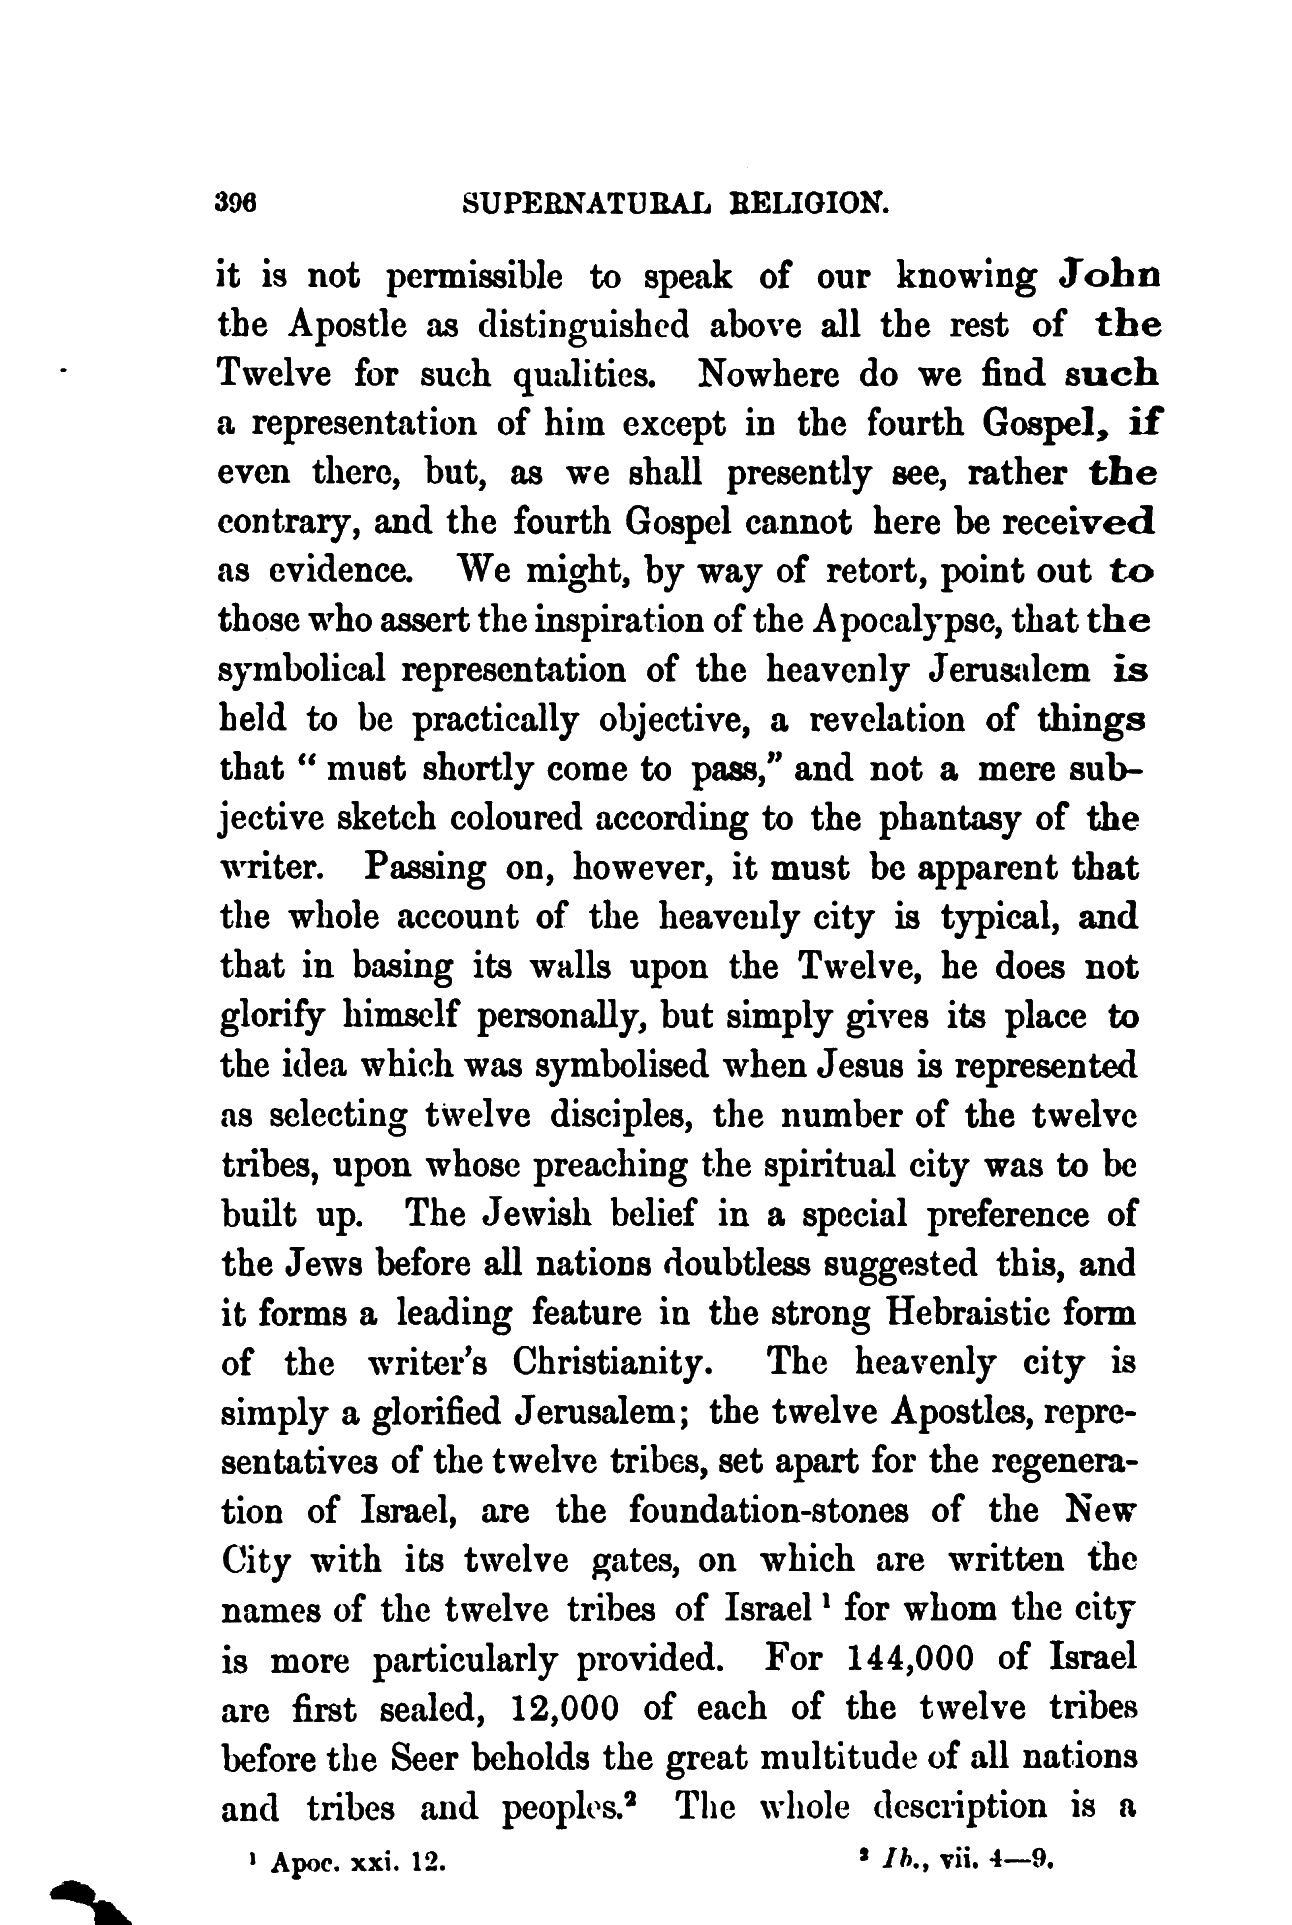 396 SUPERNATURAL RELIGION.
it is not permissible to speak of our knowing John
the Apostle as distinguished above all the rest of the
Twelve for such qualities. Nowhere do we find such
a representation of him except in the fourth Gospel, if
even there, but, as we shall presently see, rather the
contrary, and the fourth Gospel cannot here be received
as evidence. We might, by way of retort, point out to
those who assert the inspiration of the Apocalypse, that the
symbolical representation of the heavenly Jerusalem is
held to be practically objective, a revelation of things
that “ must shortly come to pass,” and not a mere sub-
jective sketch coloured according to the phantasy of the
writer. Passing on, however, it must be apparent that
the whole account of the heavenly city is typical, and
that in basing its walls upon the Twelve, he does not
glorify himself personally, but simply gives its place to
the idea which was symbolised when Jesus is represented
as selecting twelve disciples, the number of the twelve
tribes, upon whose preaching the spiritual city was to be
built up. The Jewish belief in a special preference of
the Jews before all nations doubtless suggested this, and
it forms a leading feature in the strong Hebraistic form
of the writer's Christianity. The heavenly city is
simply a glorified Jerusalem; the twelve Apostles, repre-
sentatives of the twelve tribes, set apart for the regenera-
tion of Israel, are the foundation-stones of the New
City with its twelve gates, on which are written the
names of the twelve tribes of Israel ¹ for whom the city
is more particularly provided. For 144,000 of Israel
are first sealed, 12,000 of each of the twelve tribes
before the Seer beholds the great multitude of all nations
and tribes and peoples.² The whole description is a
¹ Apoc. xxi. 12. ² Ib., vii. 4—9.